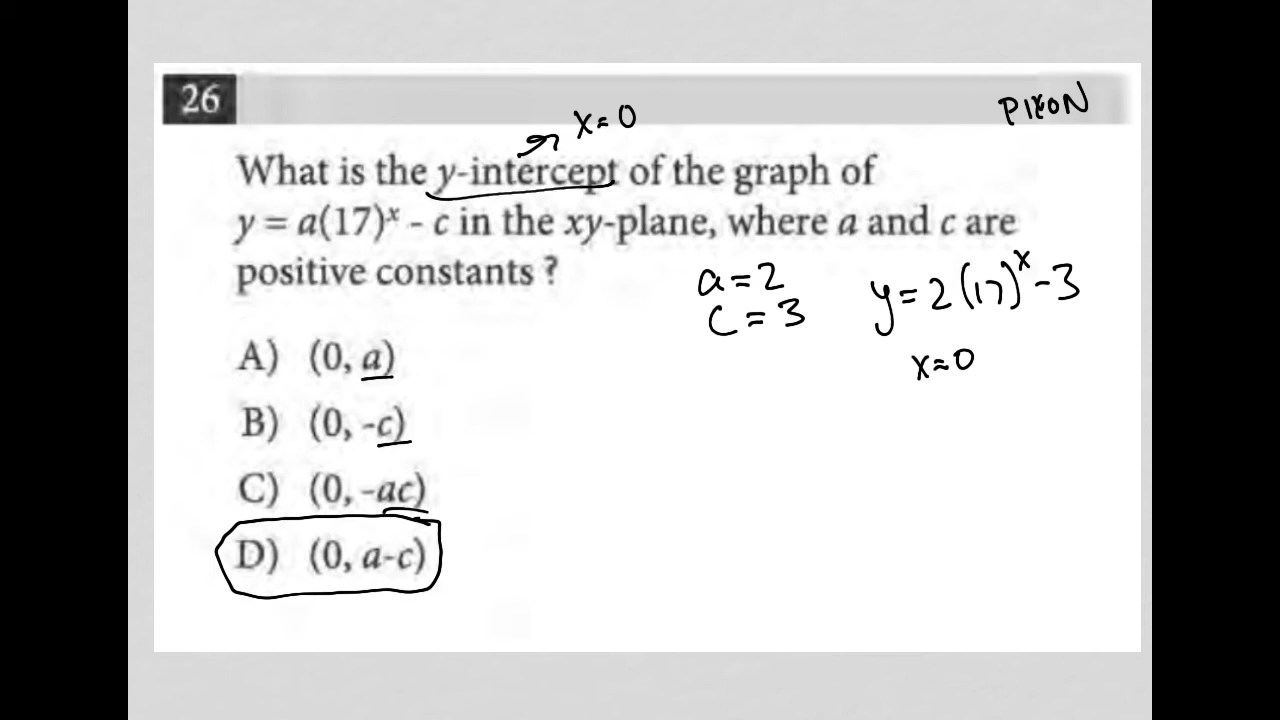 26
PIKON
x=0
What is the y-intercept of the graph of
y = a(17)ˣ - c in the xy-plane, where a and c are
positive constants ?
a=2
c=3
y=2(17)ˣ-3
x=0
A) (0, a)
B) (0, -c)
C) (0, -ac)
D) (0, a-c)